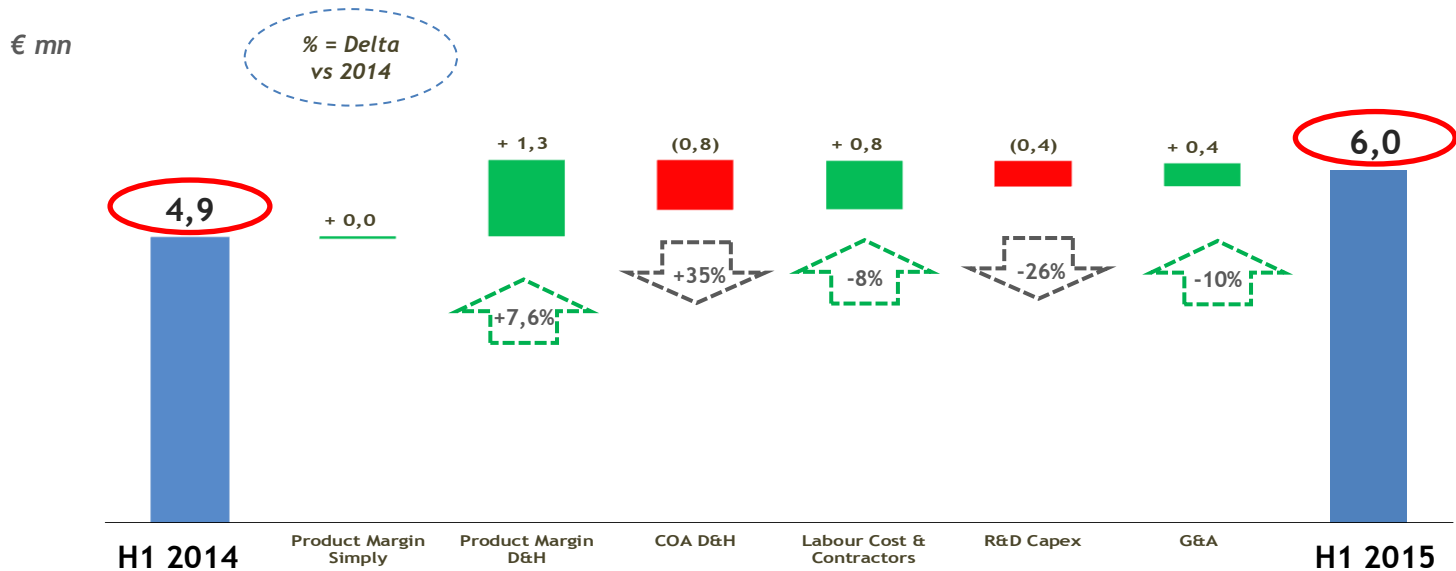 € mn
% = Delta
vs 2014
4,9
+ 0,0
+ 1,3
(0,8)
+ 0,8
(0,4)
+ 0,4
6,0
+7,6%
+35%
-8%
-26%
-10%
H1 2014
Product Margin
Simply
Product Margin
D&H
COA D&H
Labour Cost &
Contractors
R&D Capex
G&A
H1 2015